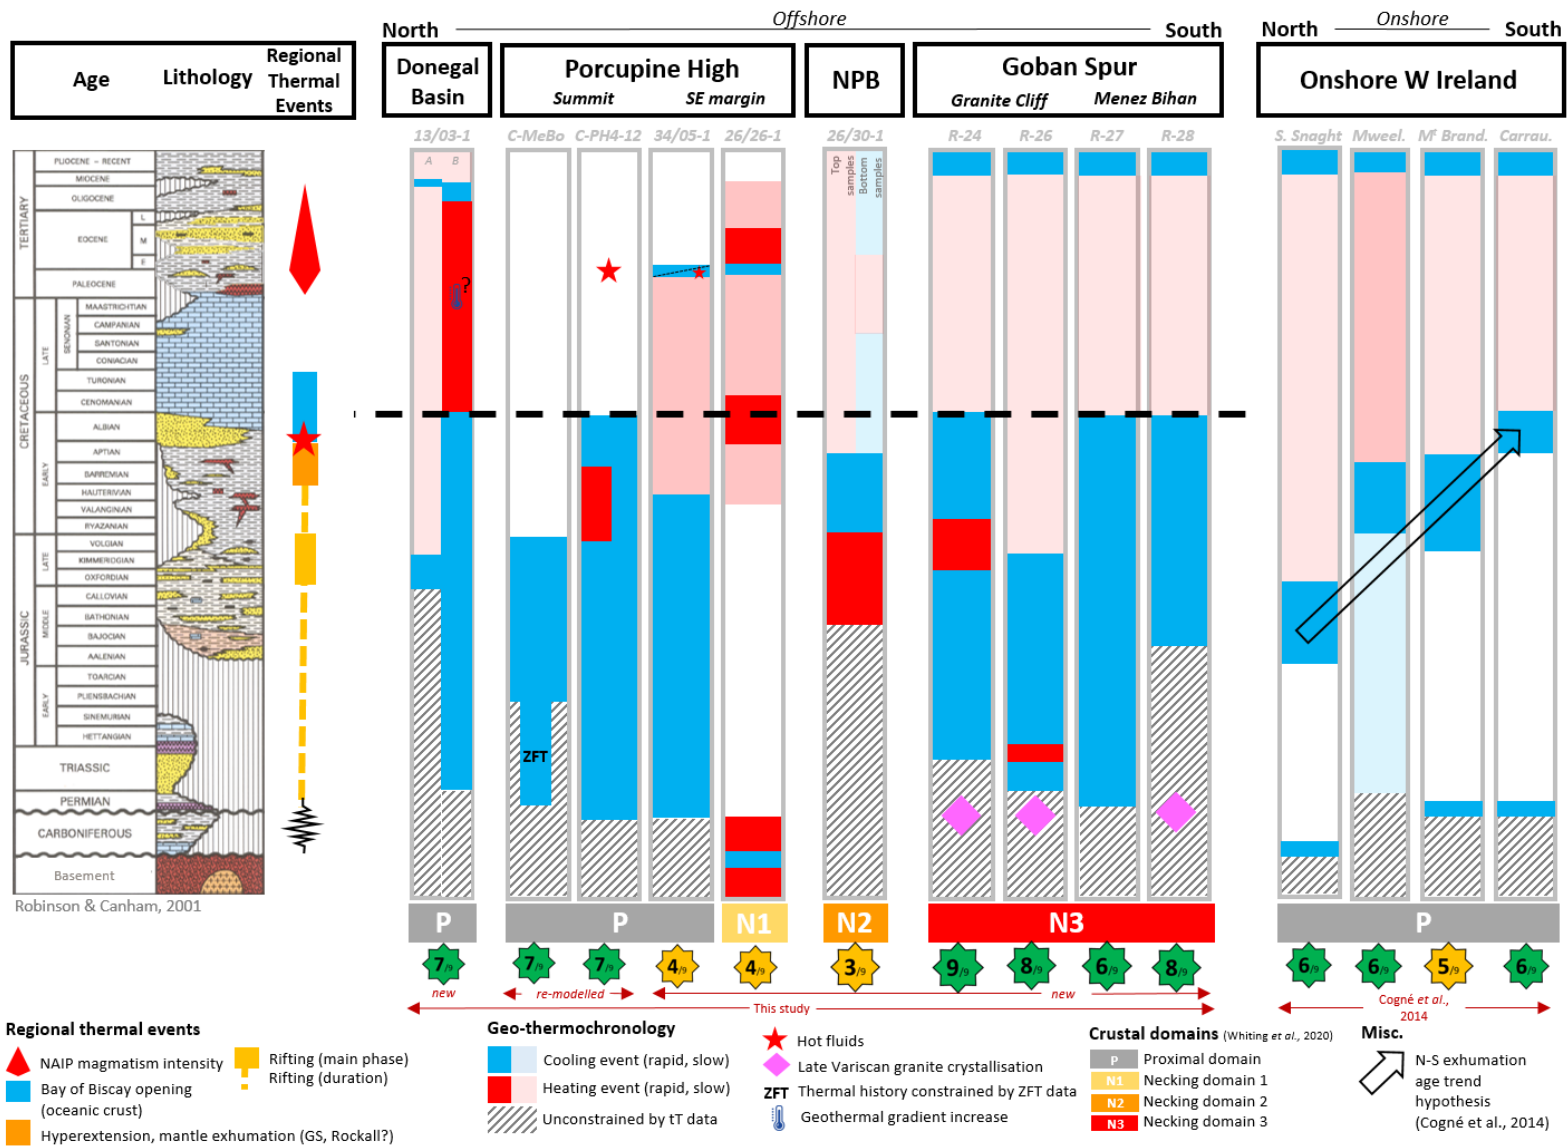 Offshore
North
South
North
Onshore
South
Age
Lithology
Regional
Thermal
Events
Donegal
Basin
Porcupine High
Summit
SE margin
NPB
Goban Spur
Granite Cliff
Menez Bihan
Onshore W Ireland
13/03-1
C-MeBo
C-PH4-12
34/05-1
26/26-1
26/30-1
R-24
R-26
R-27
R-28
S. Snaght
Mweel.
Mt Brand.
Carrau.
A
B
Top
samples
Bottom
samples
TERTIARY
PLIOCENE - RECENT
MIOCENE
OLIGOCENE
EOCENE
L
M
E
PALEOCENE
CRETACEOUS
LATE
SENONIAN
MAASTRICHTIAN
CAMPANIAN
SANTONIAN
CONIACIAN
TURONIAN
CENOMANIAN
EARLY
ALBIAN
APTIAN
BARREMIAN
HAUTERIVIAN
VALANGINIAN
RYAZANIAN
JURASSIC
LATE
VOLGIAN
KIMMERIDGIAN
OXFORDIAN
MIDDLE
CALLOVIAN
BATHONIAN
BAJOCIAN
AALENIAN
EARLY
TOARCIAN
PLIENSBACHIAN
SINEMURIAN
HETTANGIAN
TRIASSIC
PERMIAN
CARBONIFEROUS
Basement
Robinson & Canham, 2001
?
ZFT
P
P
N1
N2
N3
P
7/9
7/9
7/9
4/9
4/9
3/9
9/9
8/9
6/9
8/9
6/9
6/9
5/9
6/9
new
re-modelled
new
This study
Cogné et al.,
2014
Regional thermal events
NAIP magmatism intensity
Bay of Biscay opening
(oceanic crust)
Hyperextension, mantle exhumation (GS, Rockall?)
Rifting (main phase)
Rifting (duration)
Geo-thermochronology
Cooling event (rapid, slow)
Heating event (rapid, slow)
Unconstrained by tT data
Hot fluids
Late Variscan granite crystallisation
ZFT Thermal history constrained by ZFT data
Geothermal gradient increase
Crustal domains (Whiting et al., 2020)
P Proximal domain
N1 Necking domain 1
N2 Necking domain 2
N3 Necking domain 3
Misc.
N-S exhumation
age trend
hypothesis
(Cogné et al., 2014)